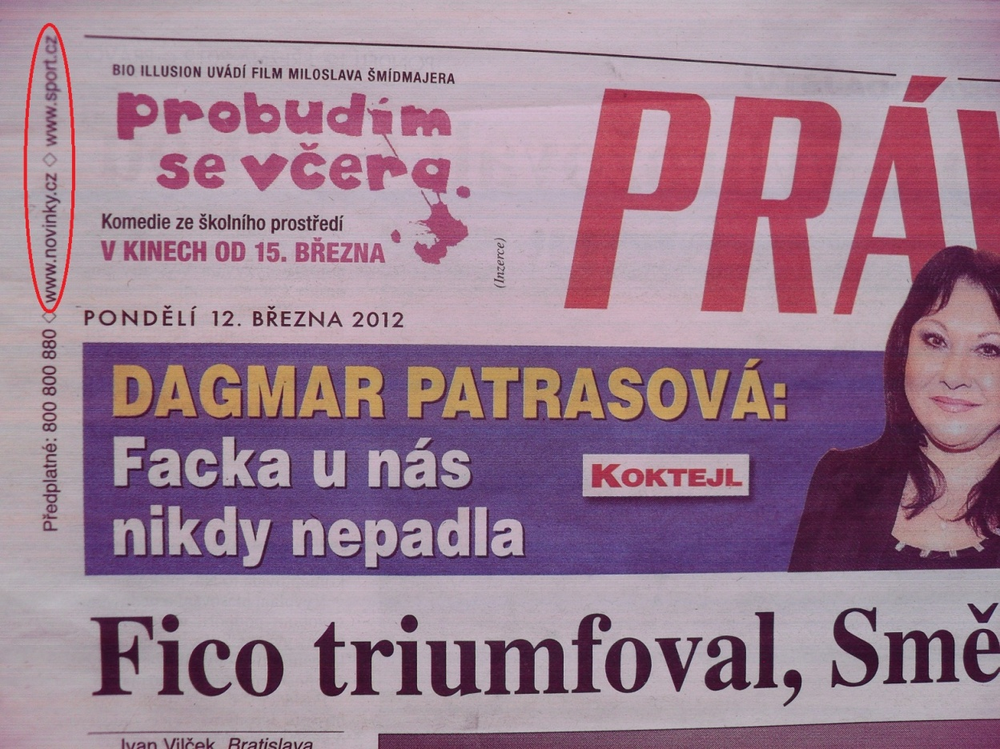 Předplatné: 800 800 880 ◇ www.novinky.cz ◇ www.sport.cz
BIO ILLUSION UVÁDÍ FILM MILOSLAVA ŠMÍDMAJERA
probudím
se včera.
Komedie ze školního prostředí
V KINECH OD 15. BŘEZNA
(Inzerce)
PRÁV
PONDĚLÍ 12. BŘEZNA 2012
DAGMAR PATRASOVÁ:
Facka u nás
nikdy nepadla
KOKTEJL
Fico triumfoval, Smě
Ivan Vilček, Bratislava